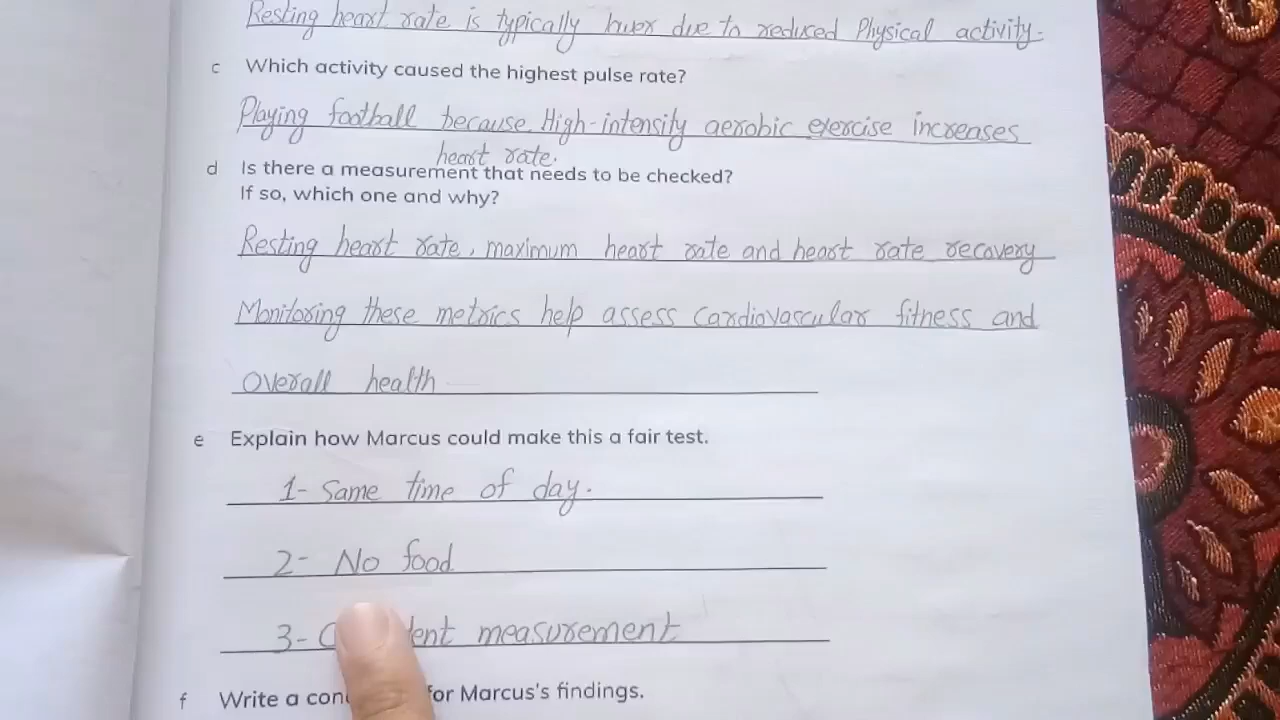 Resting heart rate is typically lower due to reduced Physical activity.
c Which activity caused the highest pulse rate?
Playing football because High-intensity aerobic exercise increases
heart rate.
d Is there a measurement that needs to be checked?
If so, which one and why?
Resting heart rate, maximum heart rate and heart rate recovery
Monitoring these metrics help assess cardiovascular fitness and
overall health
e Explain how Marcus could make this a fair test.
1- Same time of day.
2- No food
3- measurement
f Write a for Marcus's findings.